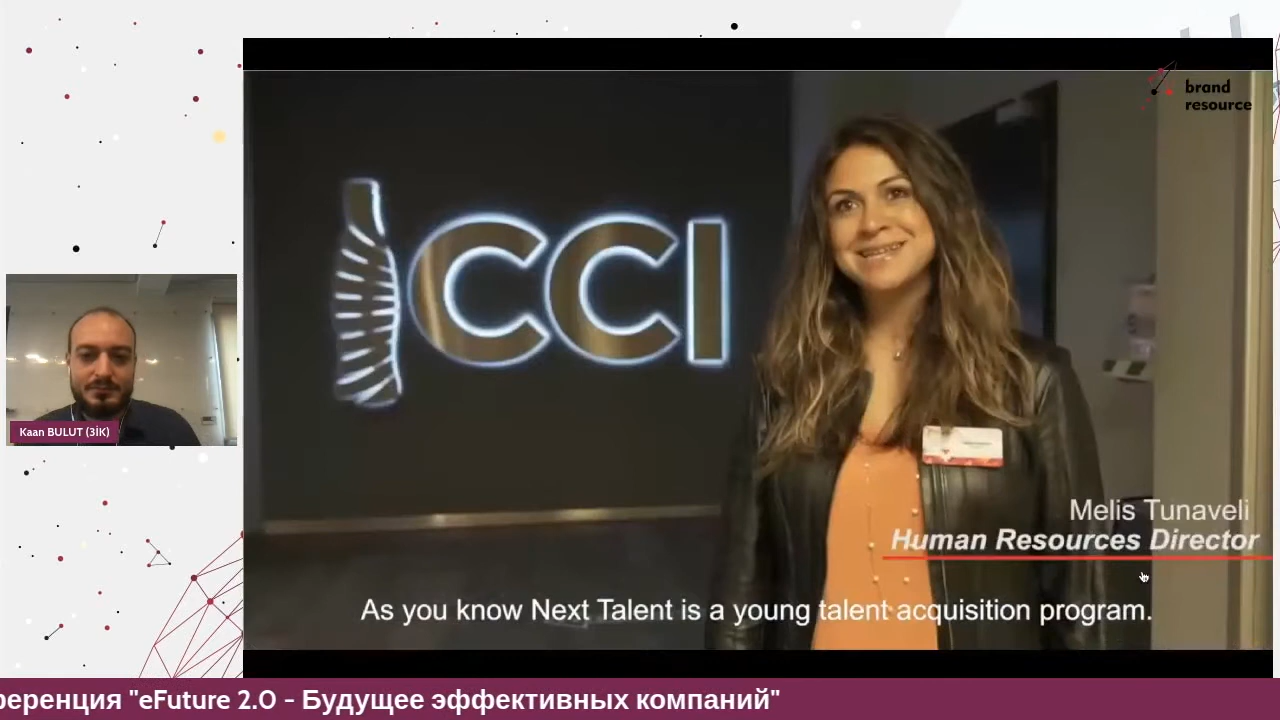 brand
resource
CCI
Kaan BULUT (3İK)
Melis Tunaveli
Human Resources Director
As you know Next Talent is a young talent acquisition program.
ференция "eFuture 2.0 - Будущее эффективных компаний"